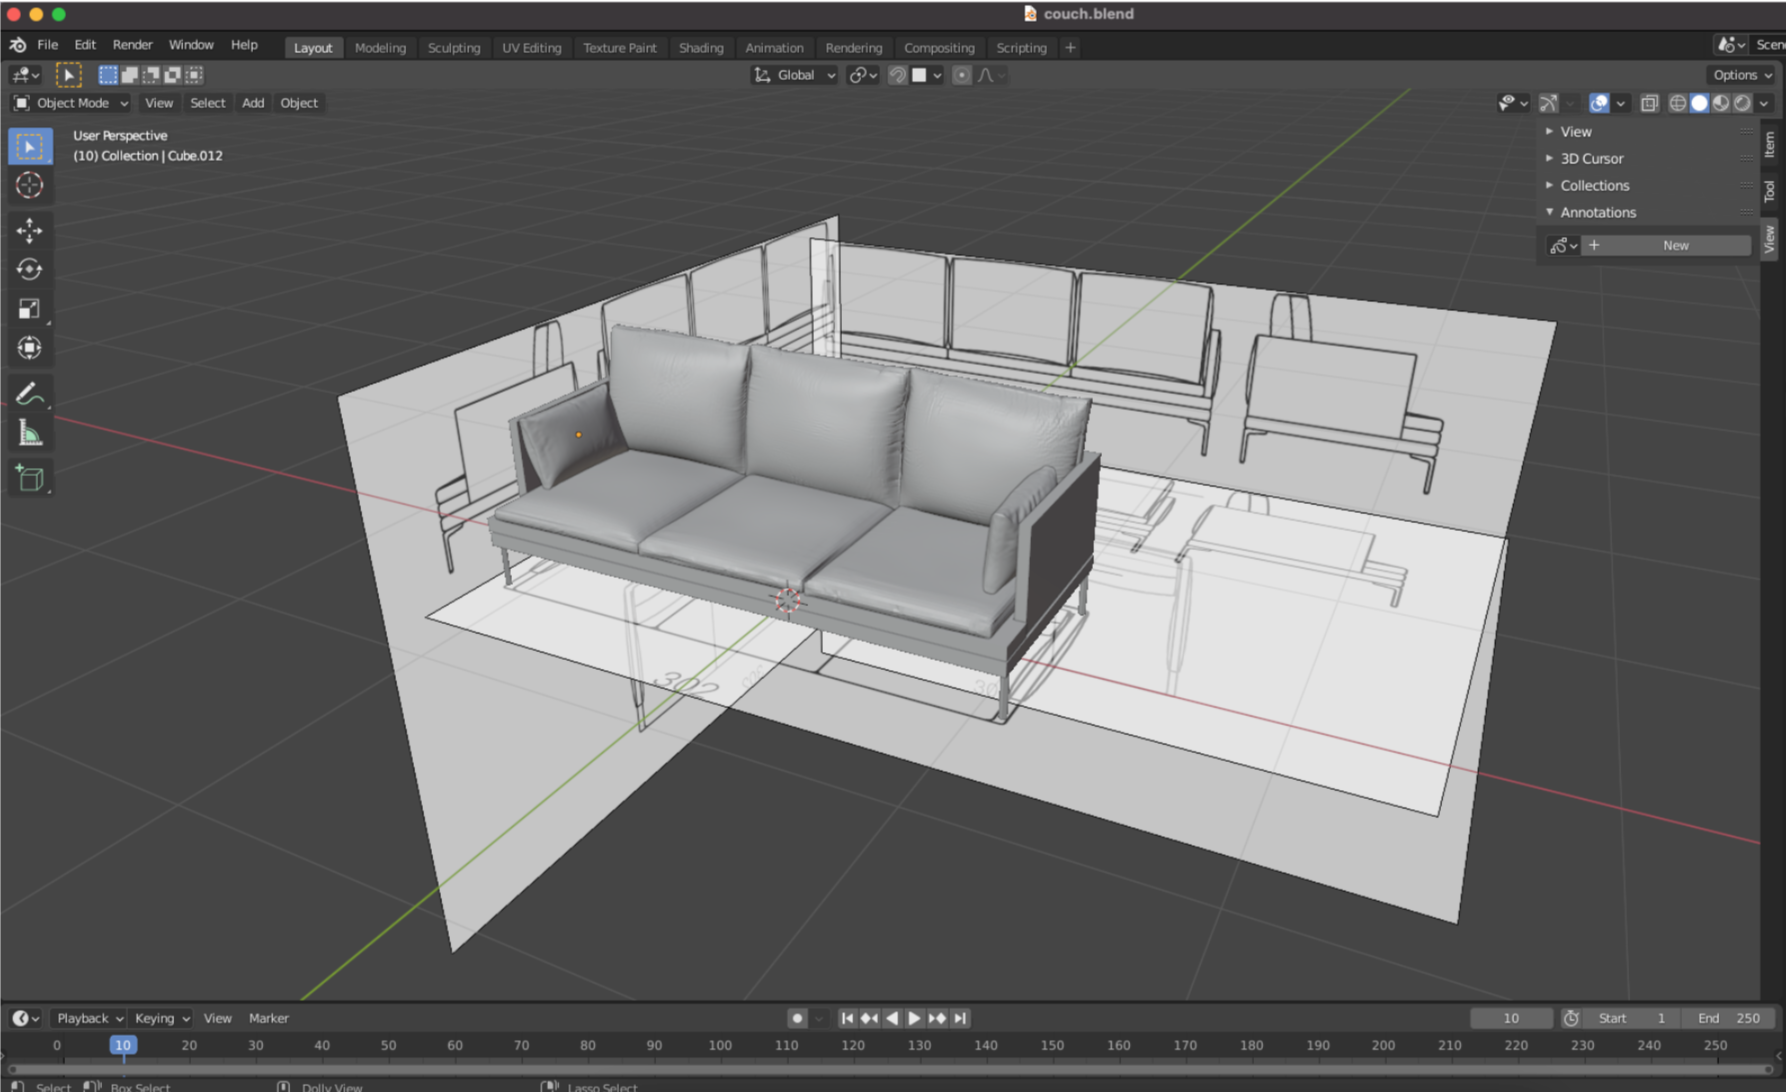 couch.blend
File Edit Render Window Help Layout Modeling Sculpting UV Editing Texture Paint Shading Animation Rendering Compositing Scripting + Scen
Global Options
Object Mode View Select Add Object
User Perspective
(10) Collection | Cube.012
View
3D Cursor
Collections
Annotations
+ New
Item
Tool
View
302
Playback Keying View Marker 10 Start 1 End 250
0 10 20 30 40 50 60 70 80 90 100 110 120 130 140 150 160 170 180 190 200 210 220 230 240 250
Select Box Select Dolly View Lasso Select